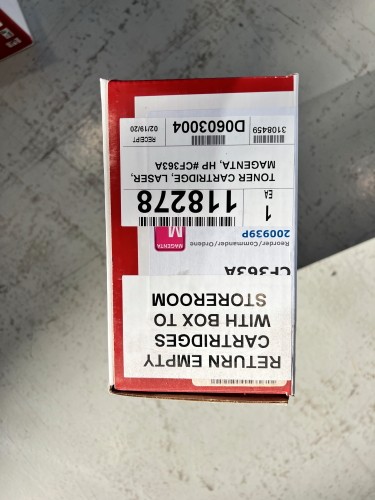 RETURN EMPTY
CARTRIDGES
WITH BOX TO
STOREROOM
CF363A
Reorder/Commander/Ordene
2009939P
M
MAGENTA
1
EA
118278
TONER CARTRIDGE, LASER,
MAGENTA, HP #CF363A
3108459
D0603004
RECEIPT
02/19/20